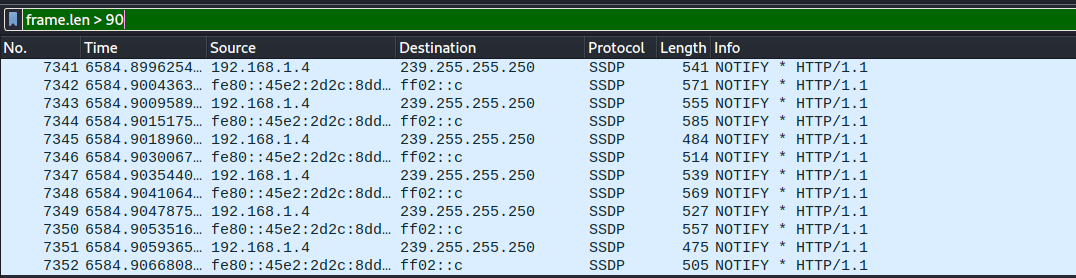 frame.len > 90
No. Time Source Destination Protocol Length Info
7341 6584.8996254… 192.168.1.4 239.255.255.250 SSDP 541 NOTIFY * HTTP/1.1
7342 6584.9004363… fe80::45e2:2d2c:8dd… ff02::c SSDP 571 NOTIFY * HTTP/1.1
7343 6584.9009589… 192.168.1.4 239.255.255.250 SSDP 555 NOTIFY * HTTP/1.1
7344 6584.9015175… fe80::45e2:2d2c:8dd… ff02::c SSDP 585 NOTIFY * HTTP/1.1
7345 6584.9018960… 192.168.1.4 239.255.255.250 SSDP 484 NOTIFY * HTTP/1.1
7346 6584.9030067… fe80::45e2:2d2c:8dd… ff02::c SSDP 514 NOTIFY * HTTP/1.1
7347 6584.9035440… 192.168.1.4 239.255.255.250 SSDP 539 NOTIFY * HTTP/1.1
7348 6584.9041064… fe80::45e2:2d2c:8dd… ff02::c SSDP 569 NOTIFY * HTTP/1.1
7349 6584.9047875… 192.168.1.4 239.255.255.250 SSDP 527 NOTIFY * HTTP/1.1
7350 6584.9053516… fe80::45e2:2d2c:8dd… ff02::c SSDP 557 NOTIFY * HTTP/1.1
7351 6584.9059365… 192.168.1.4 239.255.255.250 SSDP 475 NOTIFY * HTTP/1.1
7352 6584.9066808… fe80::45e2:2d2c:8dd… ff02::c SSDP 505 NOTIFY * HTTP/1.1